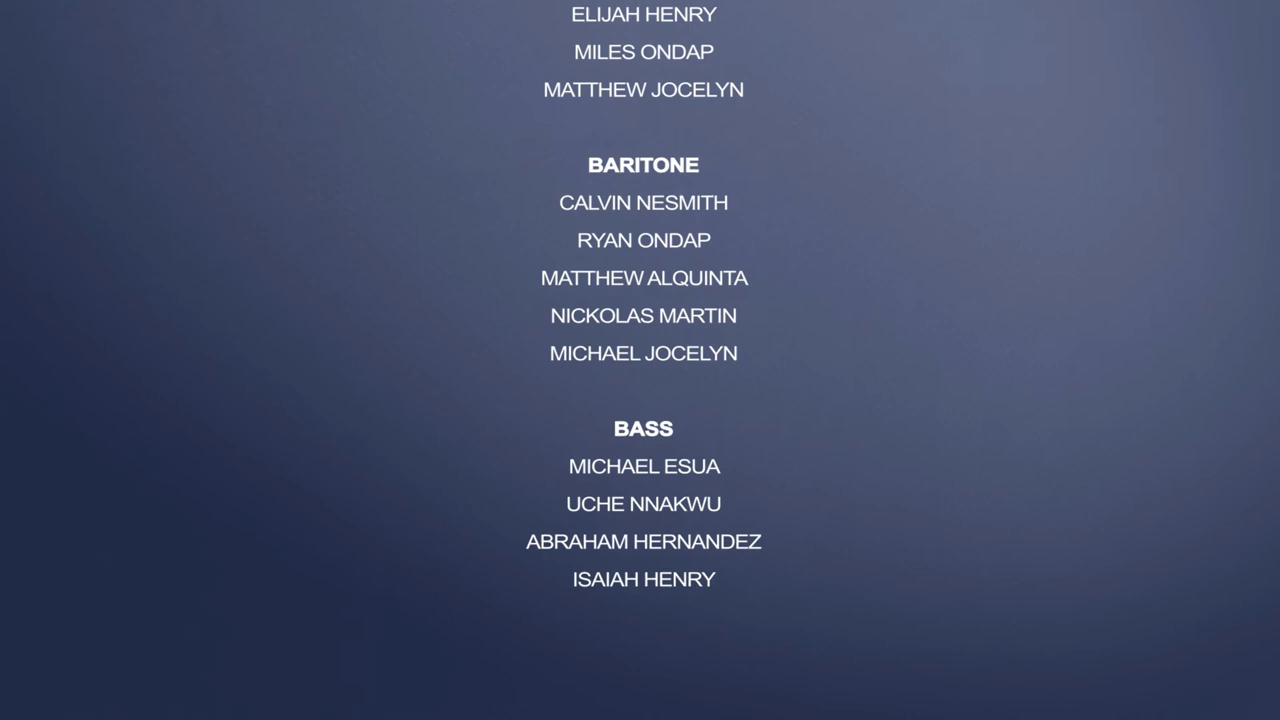 ELIJAH HENRY
MILES ONDAP
MATTHEW JOCELYN
BARITONE
CALVIN NESMITH
RYAN ONDAP
MATTHEW ALQUINTA
NICKOLAS MARTIN
MICHAEL JOCELYN
BASS
MICHAEL ESUA
UCHE NNAKWU
ABRAHAM HERNANDEZ
ISAIAH HENRY